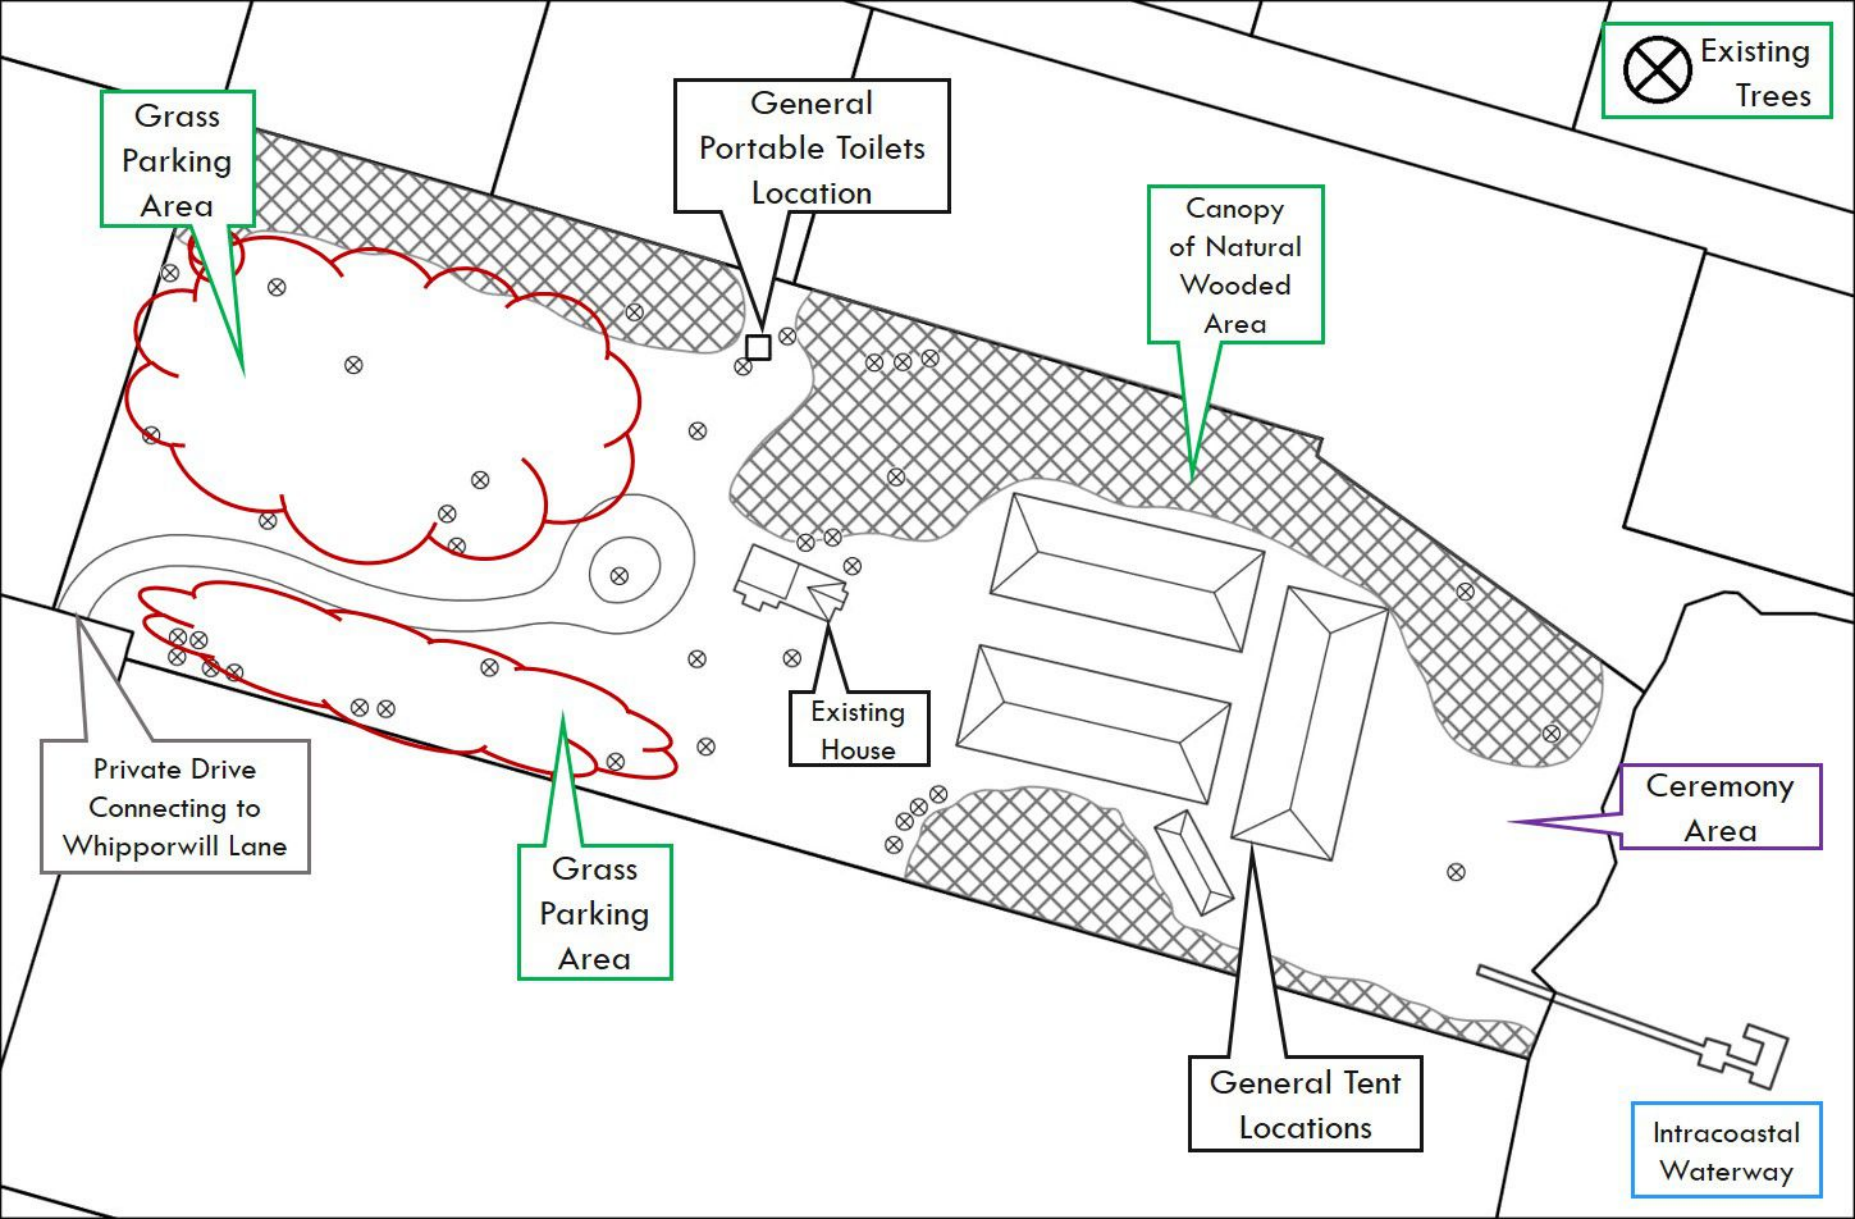 Existing
Trees
Grass
Parking
Area
General
Portable Toilets
Location
Canopy
of Natural
Wooded
Area
Existing
House
Private Drive
Connecting to
Whipporwill Lane
Ceremony
Area
Grass
Parking
Area
General Tent
Locations
Intracoastal
Waterway